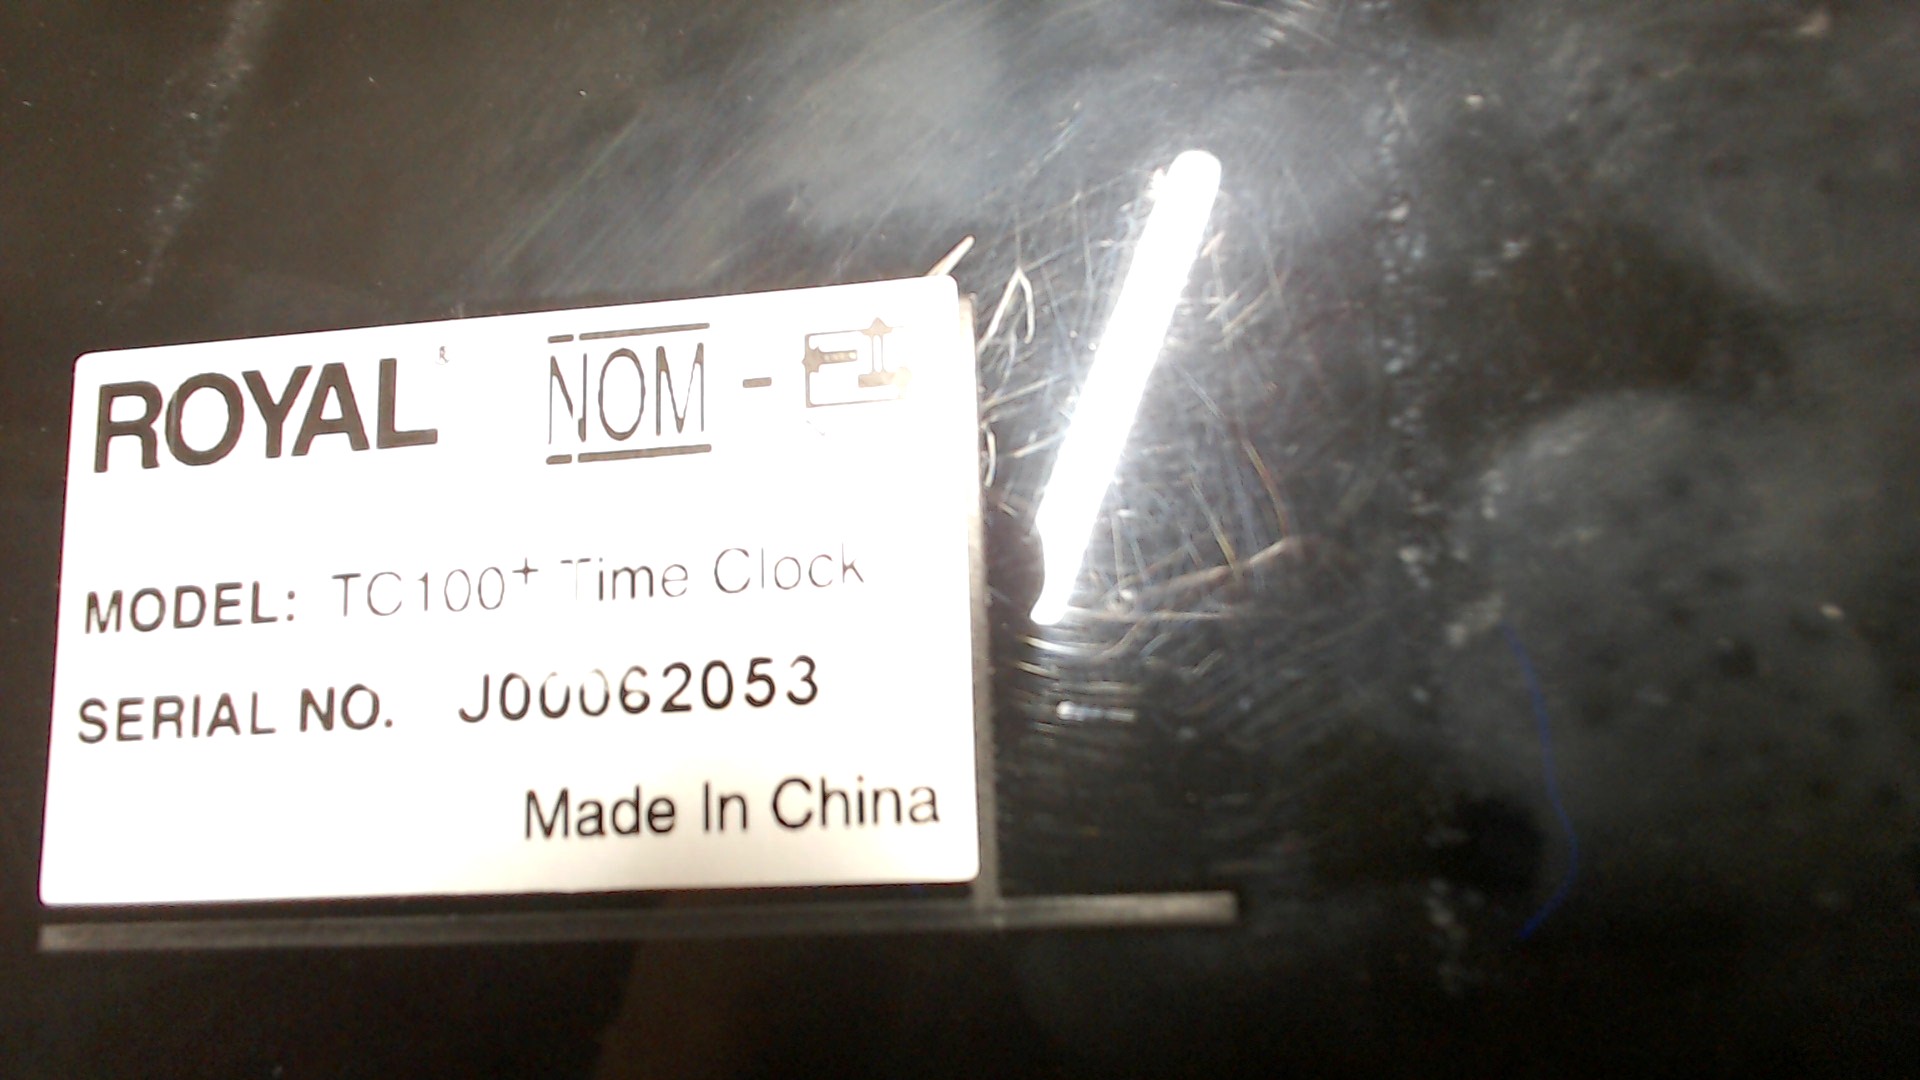 ROYAL® NOM -
MODEL: TC100+ Time Clock
SERIAL NO. J00062053
Made In China